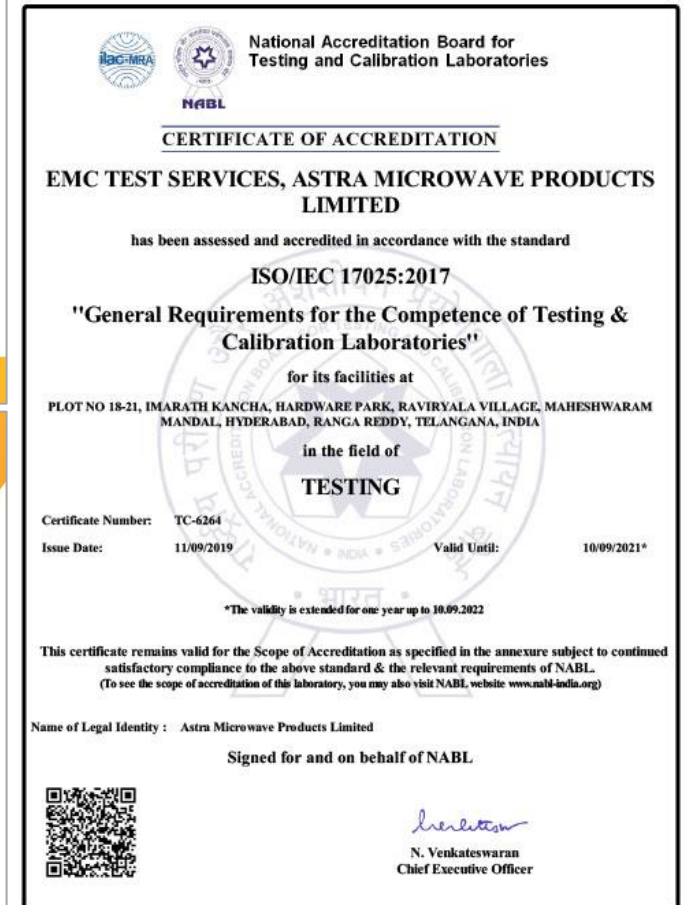 ilac-MRA
NABL
National Accreditation Board for
Testing and Calibration Laboratories
CERTIFICATE OF ACCREDITATION
EMC TEST SERVICES, ASTRA MICROWAVE PRODUCTS
LIMITED
has been assessed and accredited in accordance with the standard
ISO/IEC 17025:2017
"General Requirements for the Competence of Testing &
Calibration Laboratories"
for its facilities at
PLOT NO 18-21, IMARATH KANCHA, HARDWARE PARK, RAVIRYALA VILLAGE, MAHESHWARAM
MANDAL, HYDERABAD, RANGA REDDY, TELANGANA, INDIA
in the field of
TESTING
Certificate Number: TC-6264
Issue Date: 11/09/2019 Valid Until: 10/09/2021*
*The validity is extended for one year up to 10.09.2022
This certificate remains valid for the Scope of Accreditation as specified in the annexure subject to continued
satisfactory compliance to the above standard & the relevant requirements of NABL.
(To see the scope of accreditation of this laboratory, you may also visit NABL website www.nabl-india.org)
Name of Legal Identity : Astra Microwave Products Limited
Signed for and on behalf of NABL
N. Venkateswaran
Chief Executive Officer